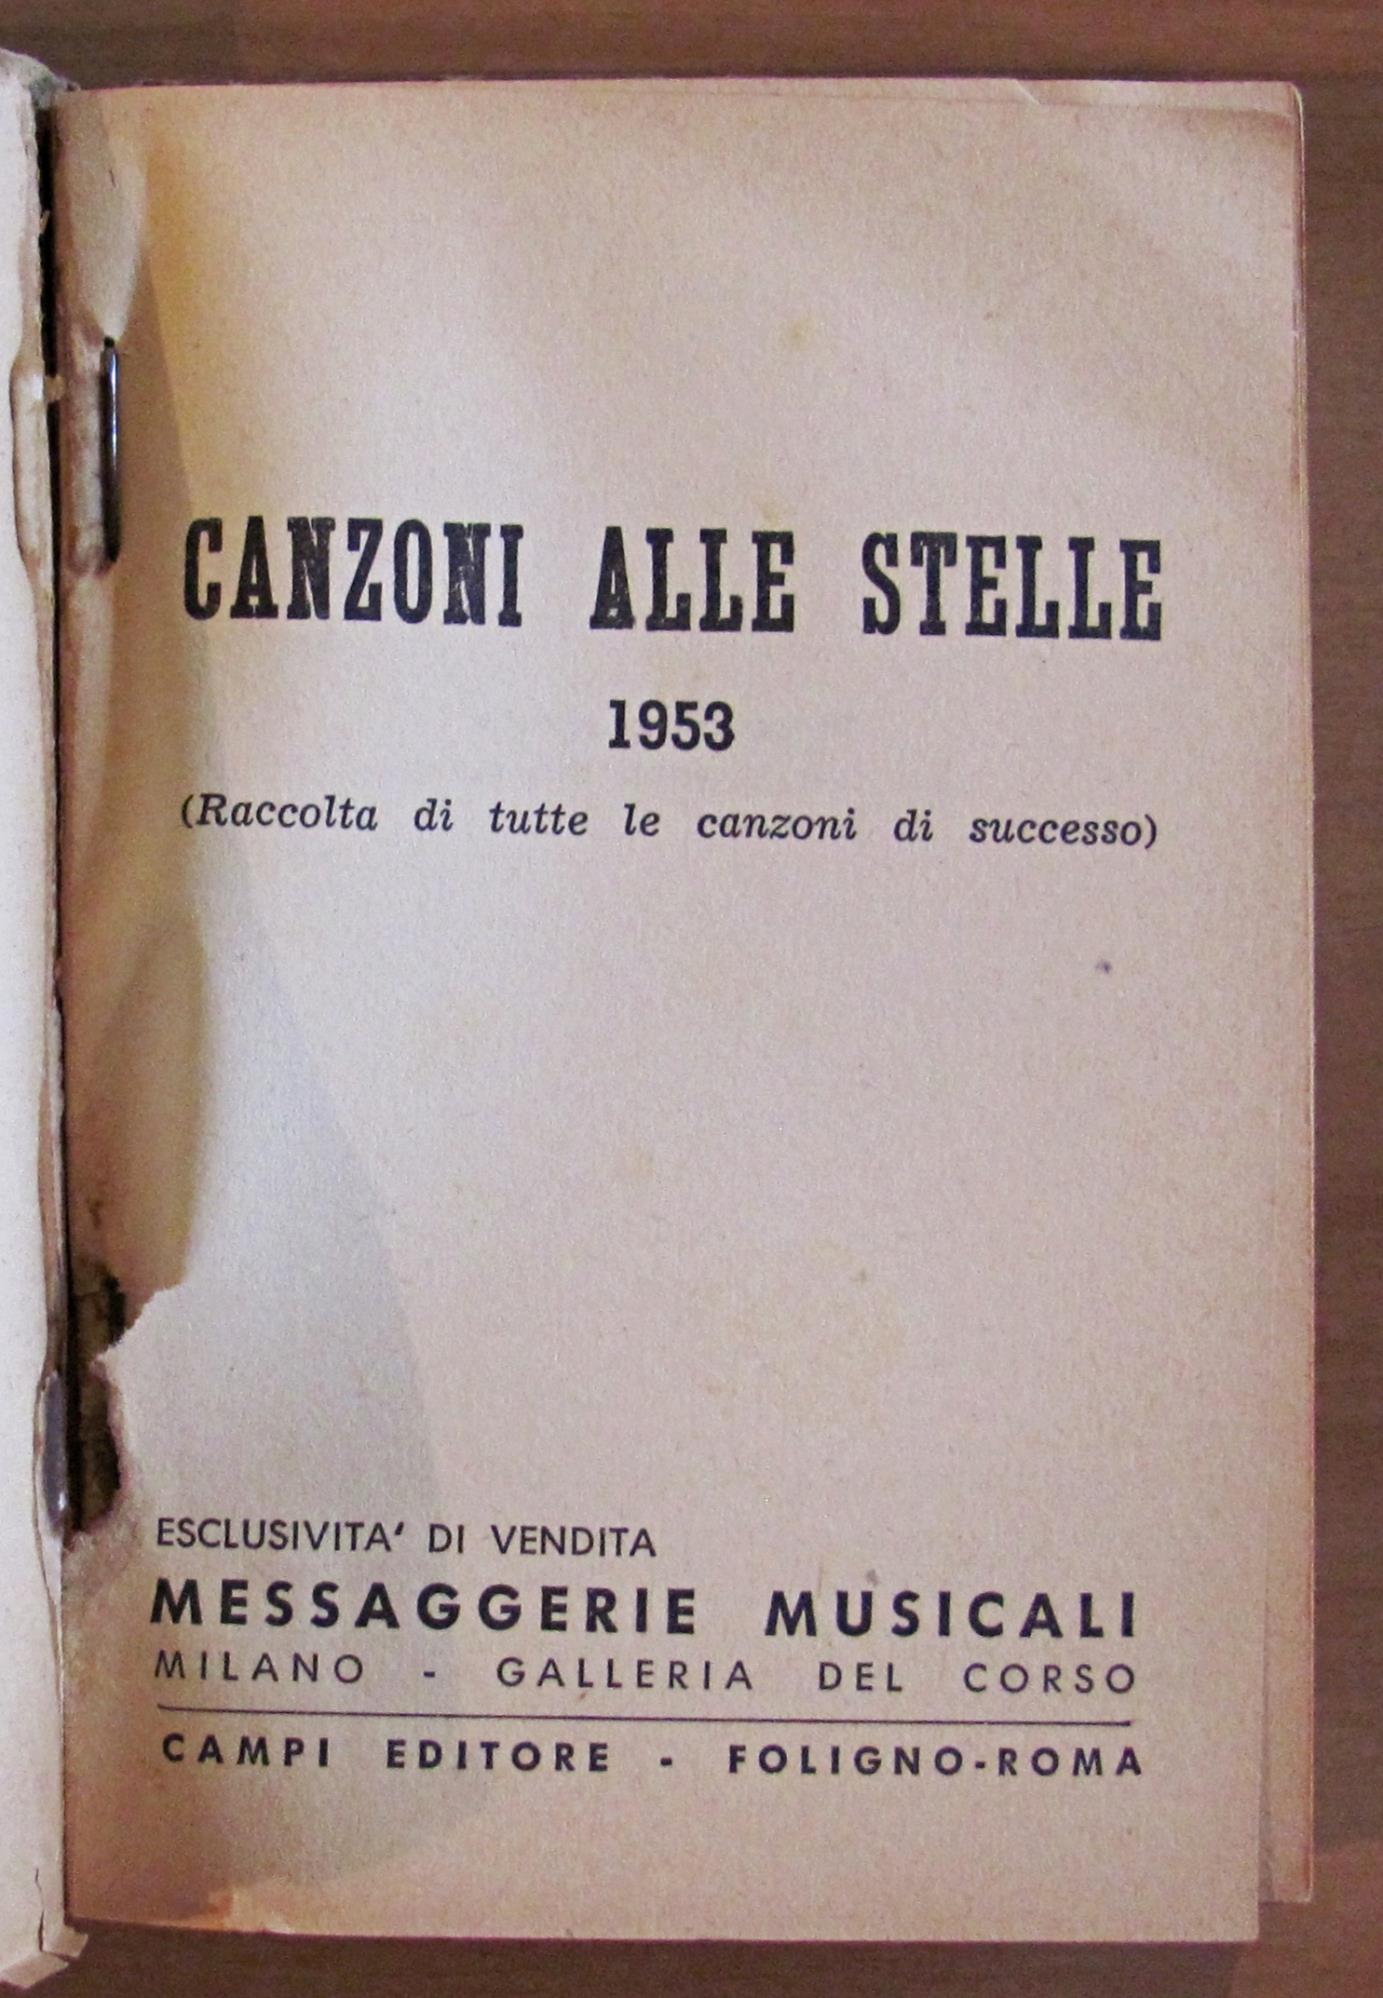 CANZONI ALLE STELLE
1953
(Raccolta di tutte le canzoni di successo)
ESCLUSIVITA' DI VENDITA
MESSAGGERIE MUSICALI
MILANO - GALLERIA DEL CORSO
CAMPI EDITORE - FOLIGNO-ROMA